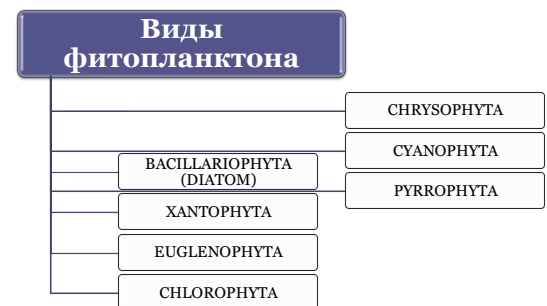 Виды
фитопланктона
CHRYSOPHYTA
CYANOPHYTA
BACILLARIOPHYTA
(DIATOM)
PYRROPHYTA
XANTOPHYTA
EUGLENOPHYTA
CHLOROPHYTA